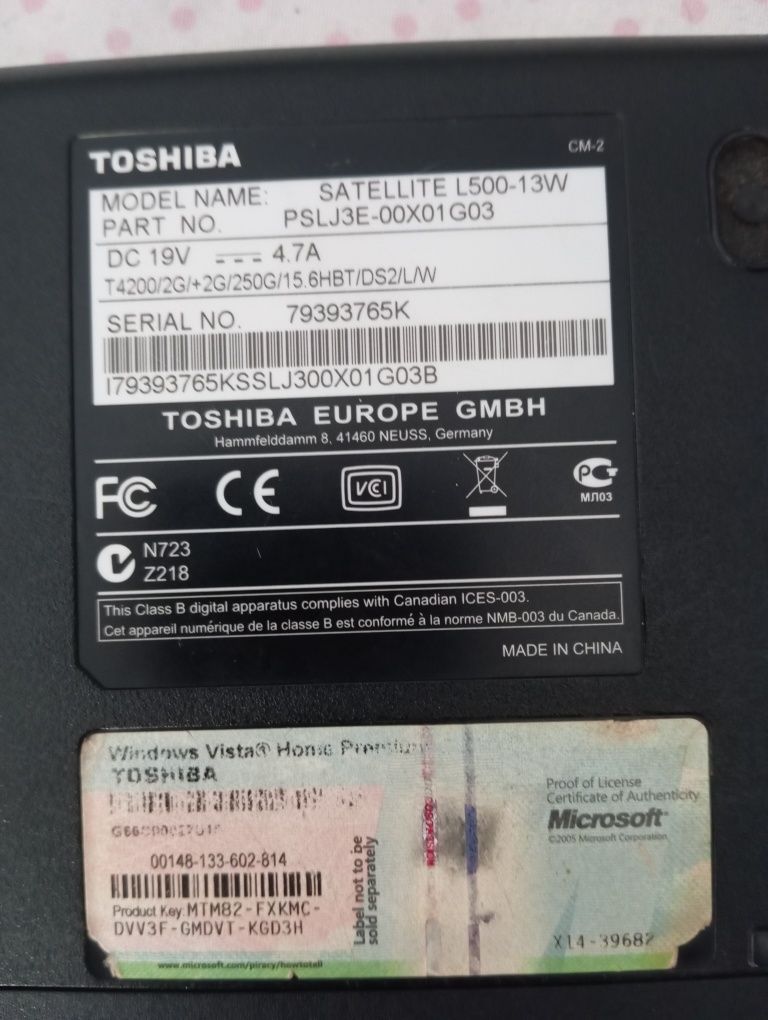 TOSHIBA
CM-2
MODEL NAME: SATELLITE L500-13W
PART NO. PSLJ3E-00X01G03
DC 19V 4.7A
T4200/2G/+2G/250G/15.6HBT/DS2/L/W
SERIAL NO. 79393765K
I79393765KSSLJ300X01G03B
TOSHIBA EUROPE GMBH
Hammfelddamm 8, 41460 NEUSS, Germany
FC CE VCI PC
МЛ03
N723
Z218
This Class B digital apparatus complies with Canadian ICES-003.
Cet appareil numérique de la classe B est conformé à la norme NMB-003 du Canada.
MADE IN CHINA
Windows Vista® Home Premium
TOSHIBA
00148-133-602-814
Product Key: MTM82-FXKMC-
DVV3F-GMDVT-KGD3H
Label not to be
sold separately
Proof of License
Certificate of Authenticity
Microsoft®
©2005 Microsoft Corporation
X14-39682
www.microsoft.com/piracy/howtotell